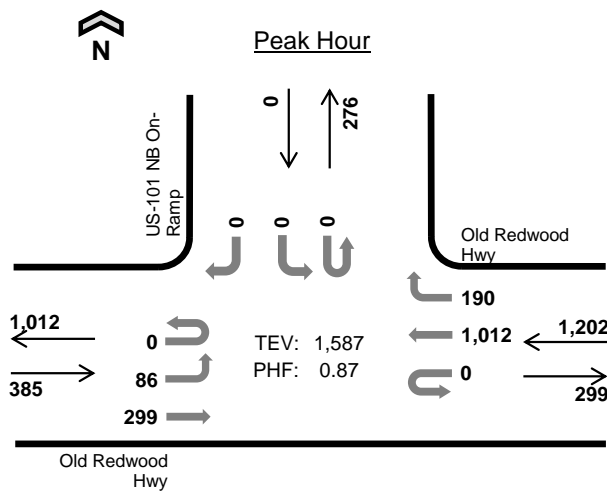 Peak Hour
N
0
276
US-101 NB On-
Ramp
0
0
0
Old Redwood
Hwy
190
1,012
1,202
0
299
1,012
385
0
86
299
TEV: 1,587
PHF: 0.87
Old Redwood
Hwy